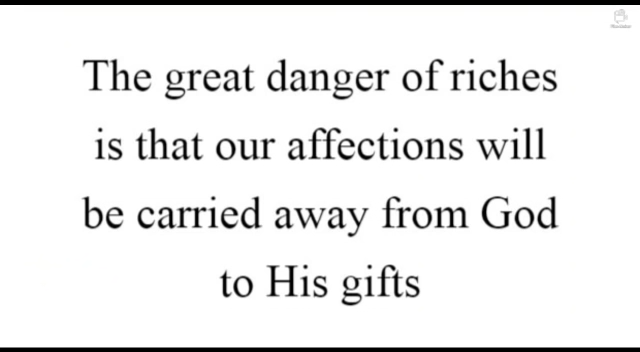 The great danger of riches
is that our affections will
be carried away from God
to His gifts